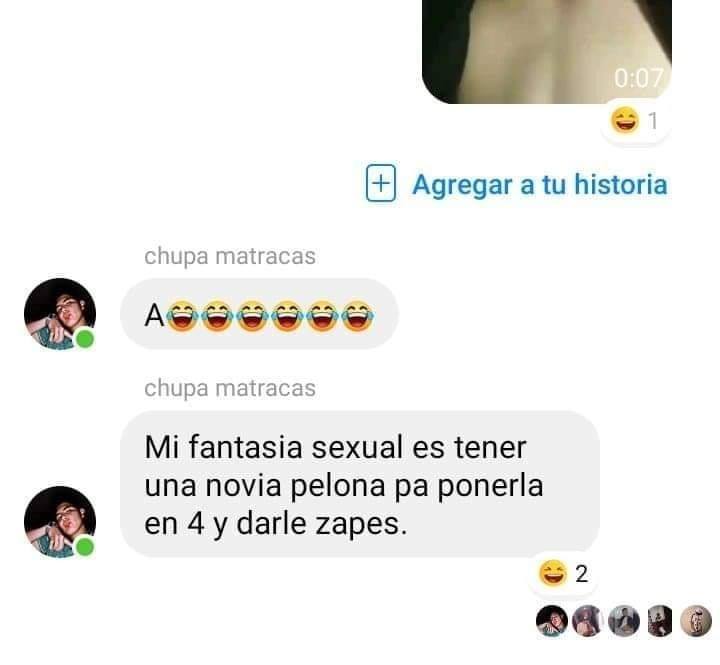 0:07
😄 1
Agregar a tu historia
chupa matracas
A😂😂😂😂😂😂
chupa matracas
Mi fantasia sexual es tener
una novia pelona pa ponerla
en 4 y darle zapes.
😄 2